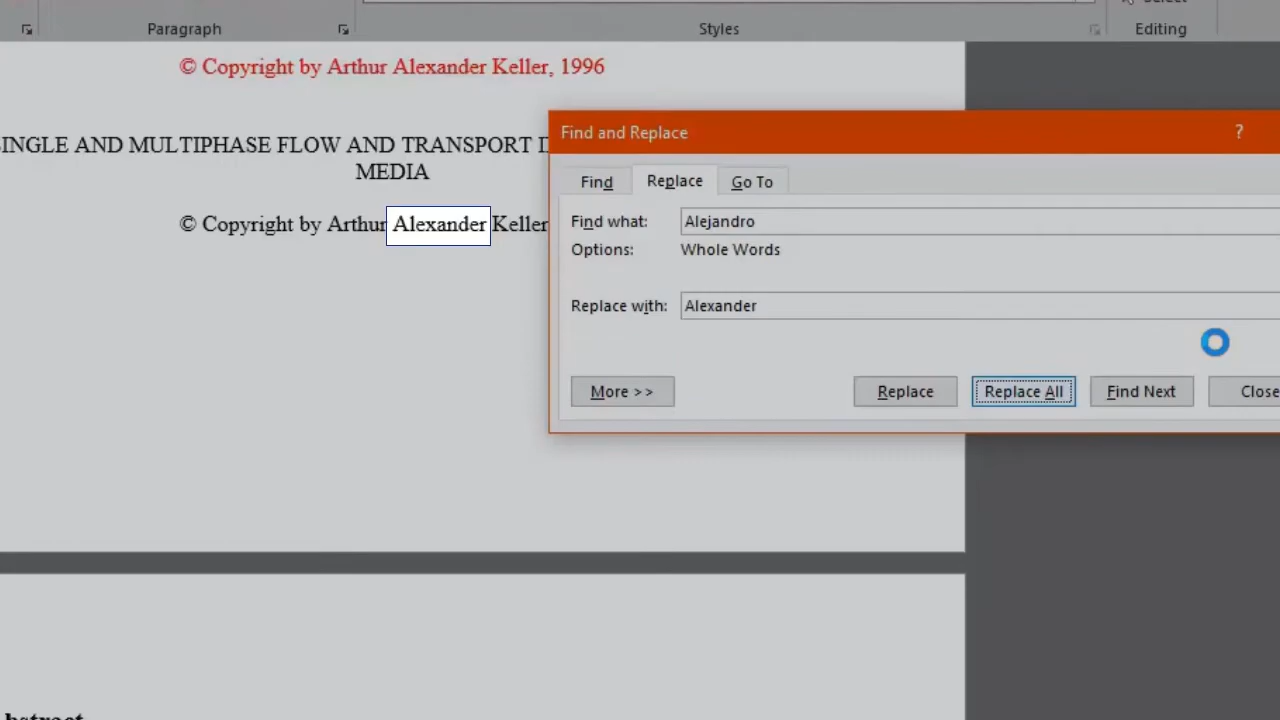 Paragraph
Styles
Editing
© Copyright by Arthur Alexander Keller, 1996
INGLE AND MULTIPHASE FLOW AND TRANSPORT I
MEDIA
© Copyright by Arthur Alexander Keller
Find and Replace
?
Find
Replace
Go To
Find what:
Alejandro
Options:
Whole Words
Replace with:
Alexander
More >>
Replace
Replace All
Find Next
Close
bstract